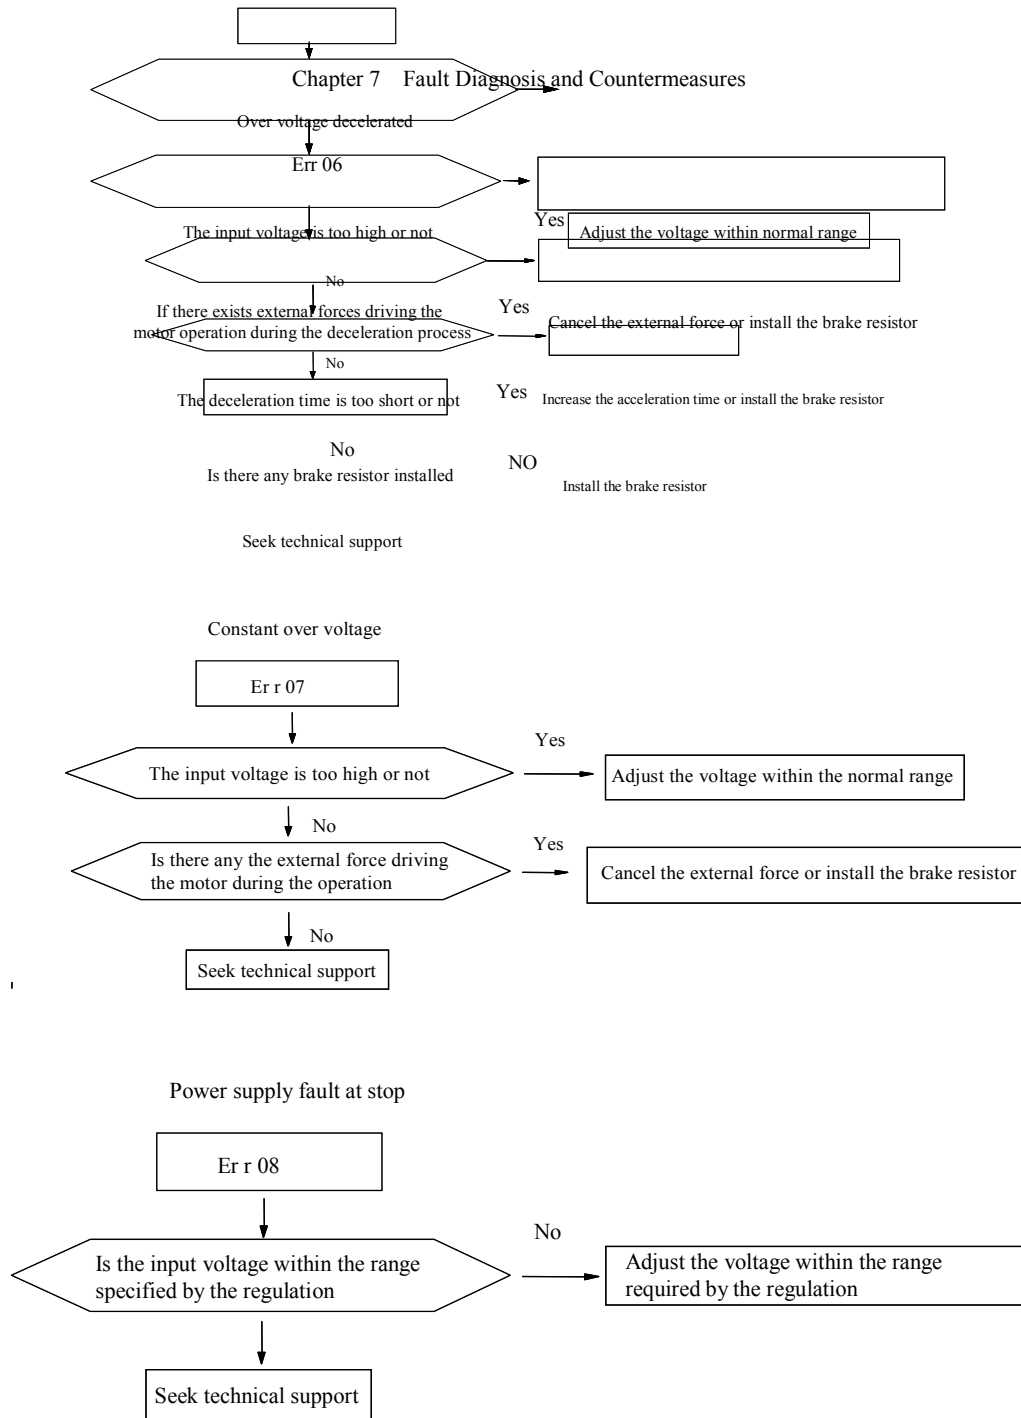 Chapter 7 Fault Diagnosis and Countermeasures
Over voltage decelerated
Err 06
Yes
The input voltage is too high or not
Adjust the voltage within normal range
No
Yes
If there exists external forces driving the
motor operation during the deceleration process
Cancel the external force or install the brake resistor
No
The deceleration time is too short or not
Yes
Increase the acceleration time or install the brake resistor
No
NO
Is there any brake resistor installed
Install the brake resistor
Seek technical support
Constant over voltage
Er r 07
Yes
The input voltage is too high or not
Adjust the voltage within the normal range
No
Yes
Is there any the external force driving
the motor during the operation
Cancel the external force or install the brake resistor
No
Seek technical support
Power supply fault at stop
Er r 08
No
Is the input voltage within the range
specified by the regulation
Adjust the voltage within the range
required by the regulation
Seek technical support